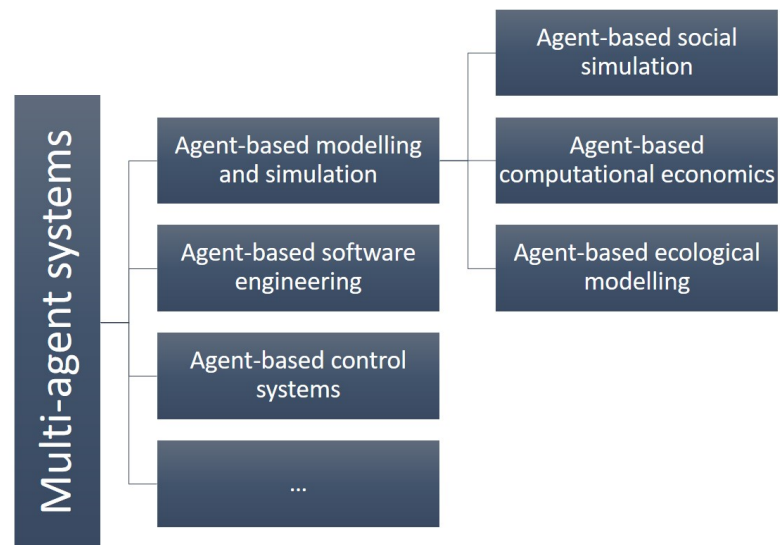 Multi-agent systems
Agent-based modelling
and simulation
Agent-based software
engineering
Agent-based control
systems
...
Agent-based social
simulation
Agent-based
computational economics
Agent-based ecological
modelling